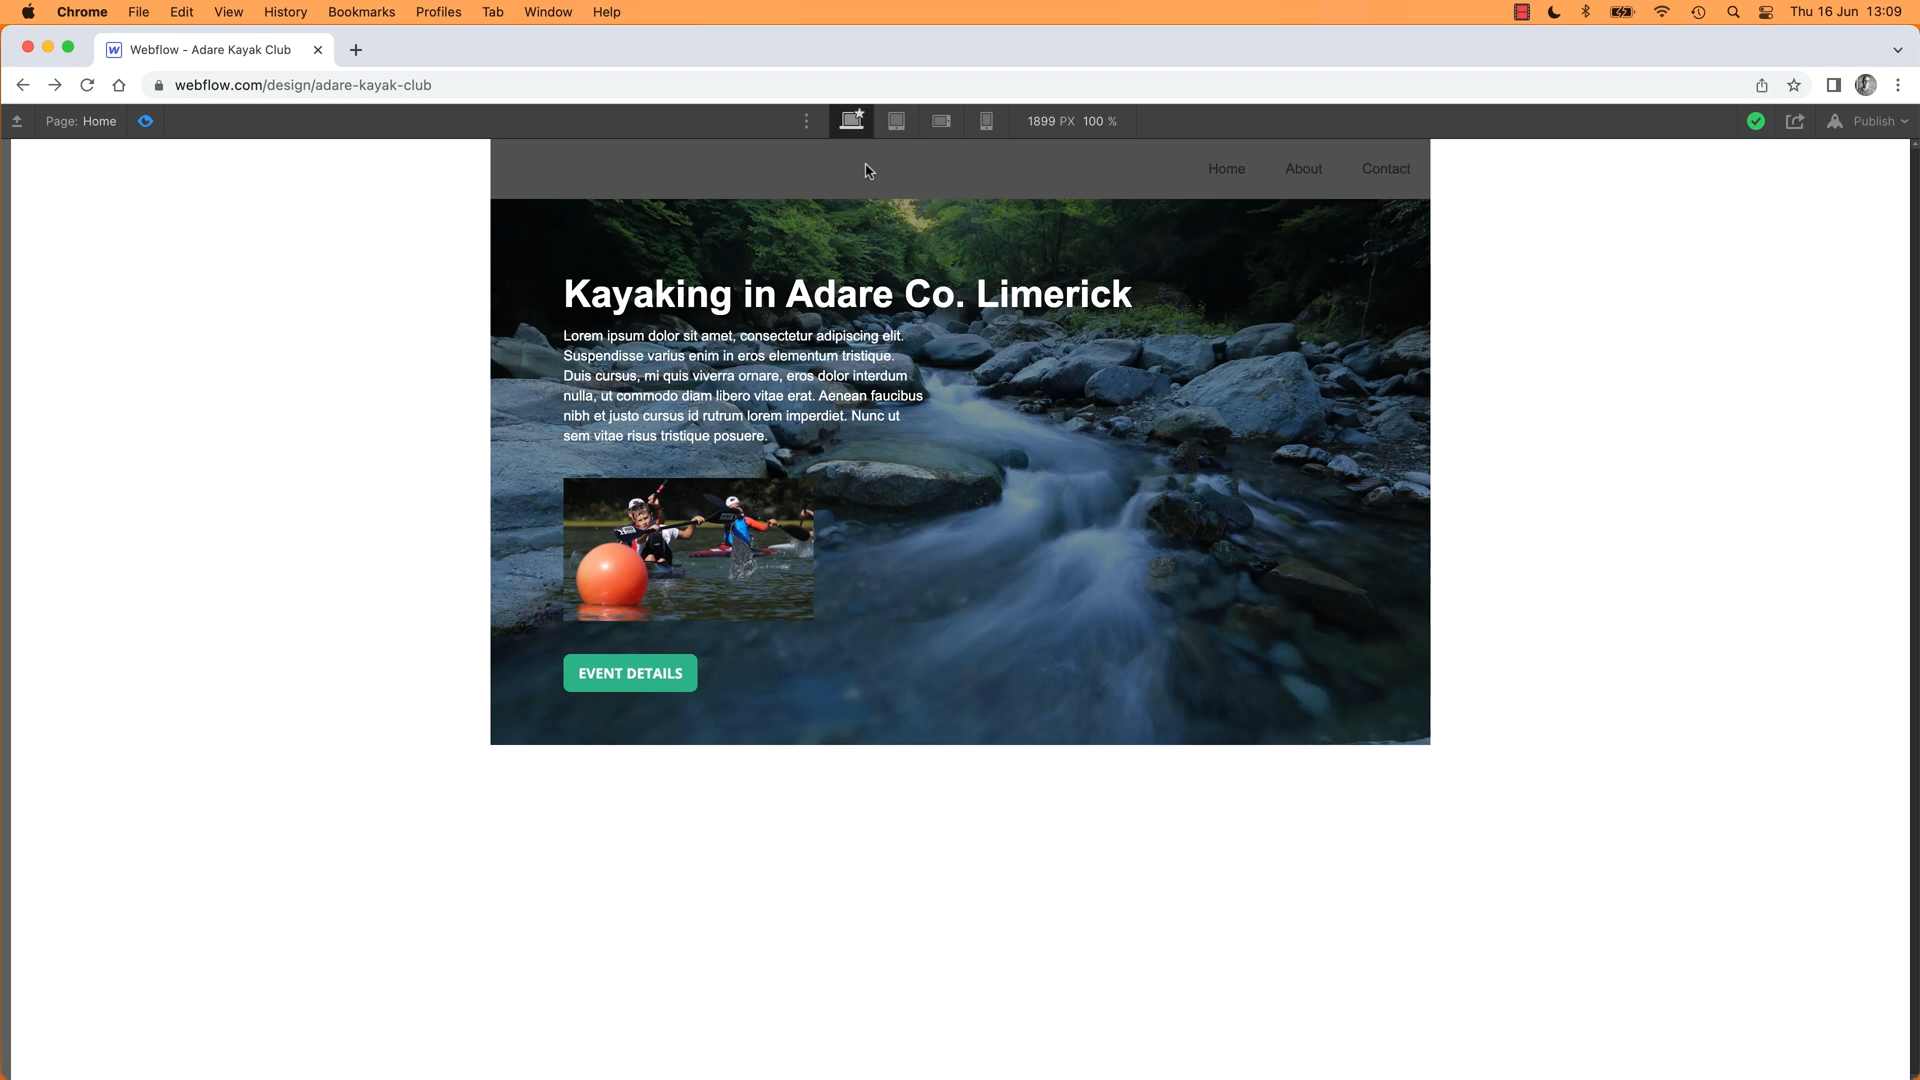 Chrome File Edit View History Bookmarks Profiles Tab Window Help Thu 16 Jun 13:09
Webflow - Adare Kayak Club
webflow.com/design/adare-kayak-club
Page: Home 1899 PX 100 % Publish
Home About Contact
Kayaking in Adare Co. Limerick
Lorem ipsum dolor sit amet, consectetur adipiscing elit.
Suspendisse varius enim in eros elementum tristique.
Duis cursus, mi quis viverra ornare, eros dolor interdum
nulla, ut commodo diam libero vitae erat. Aenean faucibus
nibh et justo cursus id rutrum lorem imperdiet. Nunc ut
sem vitae risus tristique posuere.
EVENT DETAILS